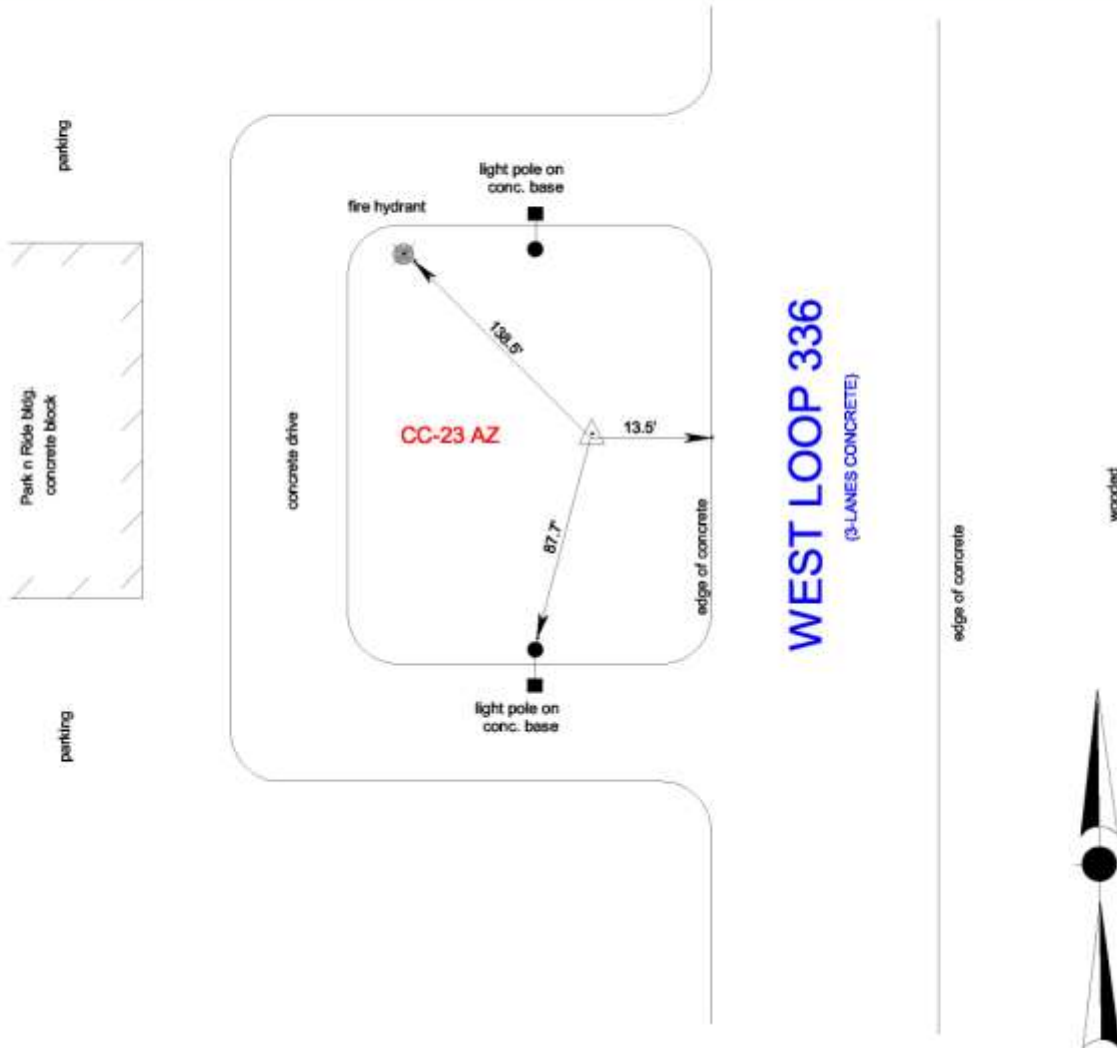 parking
light pole on
conc. base
fire hydrant
138.5'
Park n Ride bldg.
concrete block
concrete drive
CC-23 AZ
13.5'
87.7'
edge of concrete
WEST LOOP 336
(3-LANES CONCRETE)
edge of concrete
wooded
light pole on
conc. base
parking